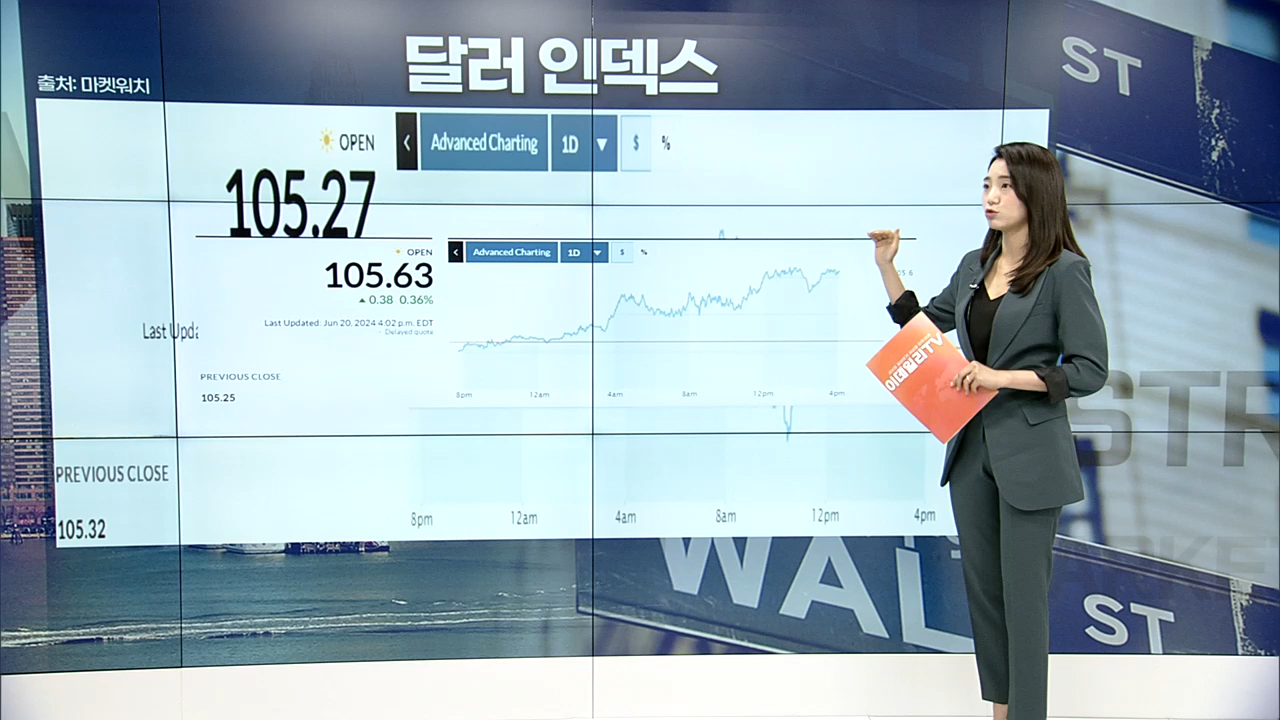 달러 인덱스
출처: 마켓워치
OPEN
Advanced Charting 1D ▼ $ %
105.27
OPEN
Advanced Charting 1D ▼ $ %
105.63
▲ 0.38 0.36%
Last Updated: Jun 20, 2024 4:02 p.m. EDT
Delayed quote
Last Upda
PREVIOUS CLOSE
105.25
8pm 12am 4am 8am 12pm 4pm
PREVIOUS CLOSE
105.32
8pm 12am 4am 8am 12pm 4pm
이데일리TV
ST
STR
WALL
ST